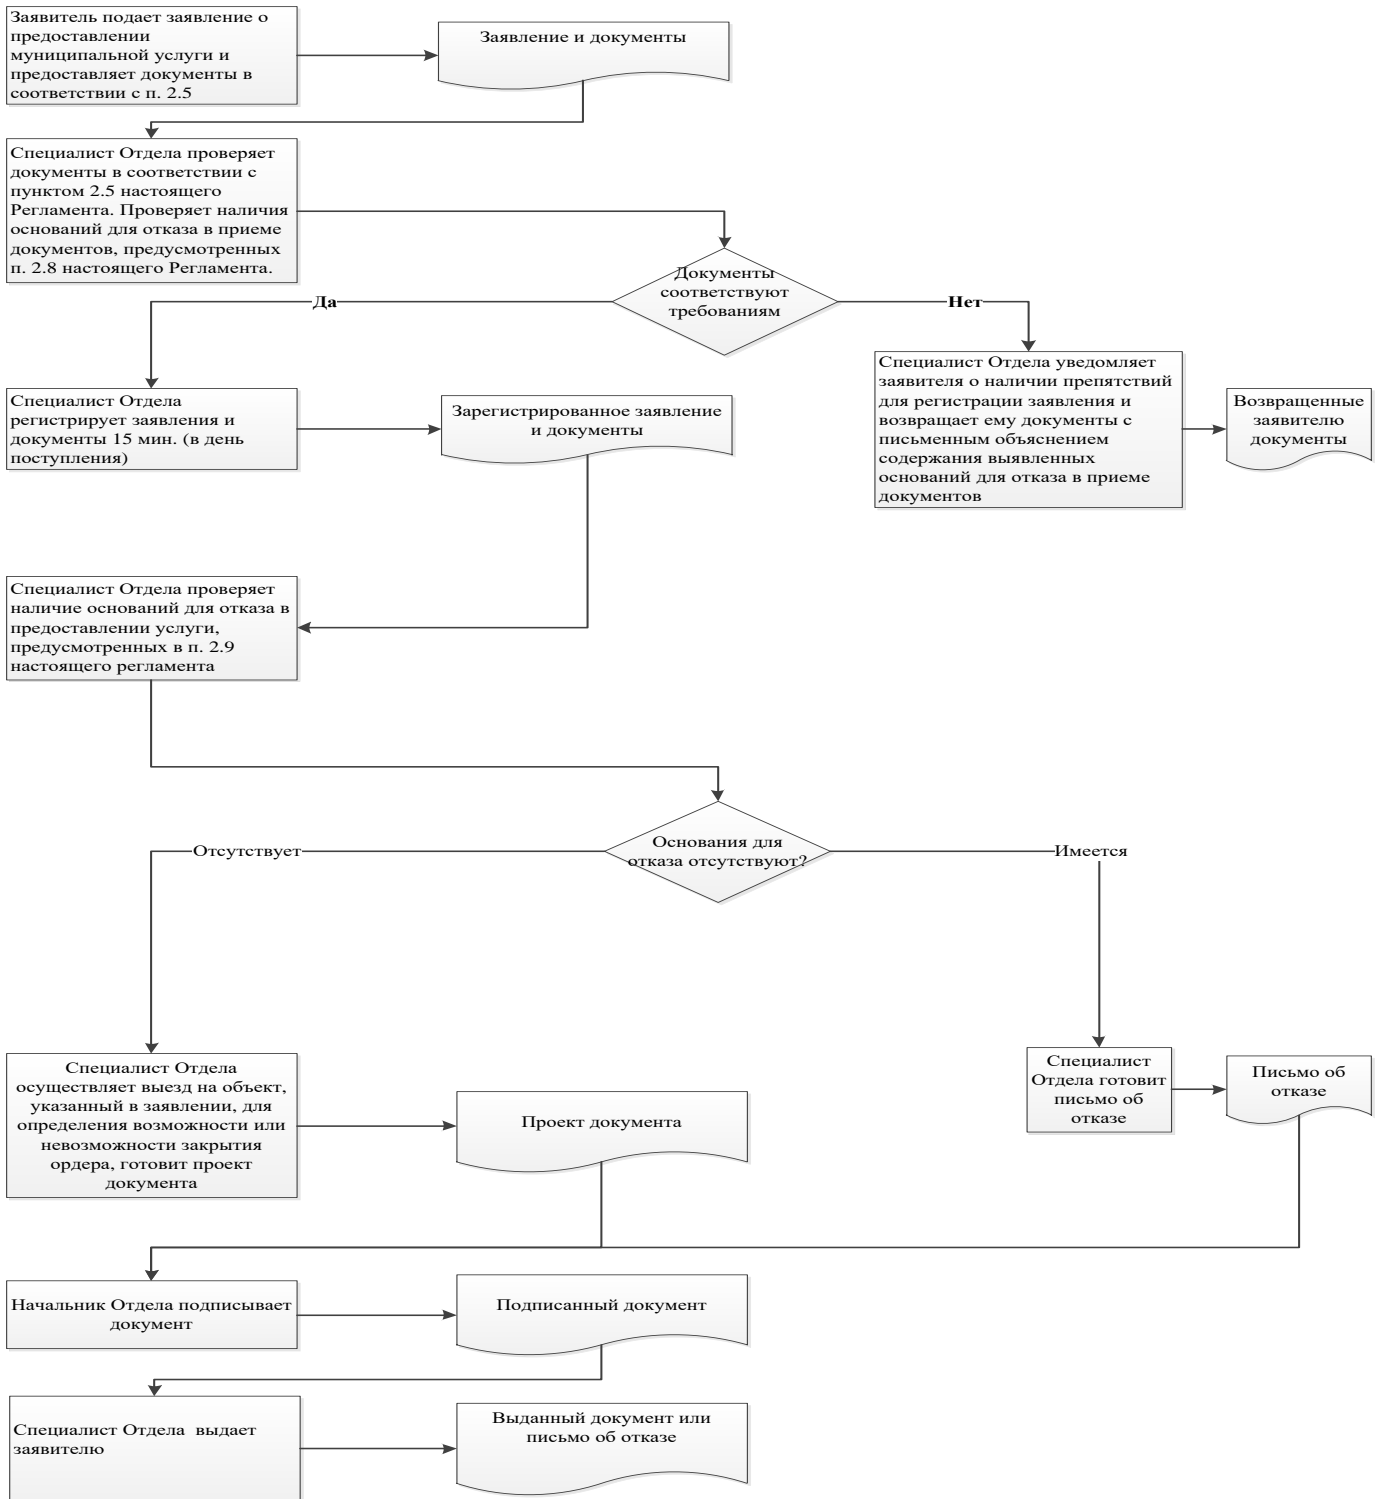 Заявитель подает заявление о
предоставлении
муниципальной услуги и
предоставляет документы в
соответствии с п. 2.5
Заявление и документы
Специалист Отдела проверяет
документы в соответствии с
пунктом 2.5 настоящего
Регламента. Проверяет наличия
оснований для отказа в приеме
документов, предусмотренных
п. 2.8 настоящего Регламента.
Документы
соответствуют
требованиям
Да
Нет
Специалист Отдела
регистрирует заявления и
документы 15 мин. (в день
поступления)
Зарегистрированное заявление
и документы
Специалист Отдела уведомляет
заявителя о наличии препятствий
для регистрации заявления и
возвращает ему документы с
письменным объяснением
содержания выявленных
оснований для отказа в приеме
документов
Возвращенные
заявителю
документы
Специалист Отдела проверяет
наличие оснований для отказа в
предоставлении услуги,
предусмотренных в п. 2.9
настоящего регламента
Основания для
отказа отсутствуют?
Отсутствует
Имеется
Специалист Отдела
осуществляет выезд на объект,
указанный в заявлении, для
определения возможности или
невозможности закрытия
ордера, готовит проект
документа
Проект документа
Специалист
Отдела готовит
письмо об
отказе
Письмо об
отказе
Начальник Отдела подписывает
документ
Подписанный документ
Специалист Отдела  выдает
заявителю
Выданный документ или
письмо об отказе